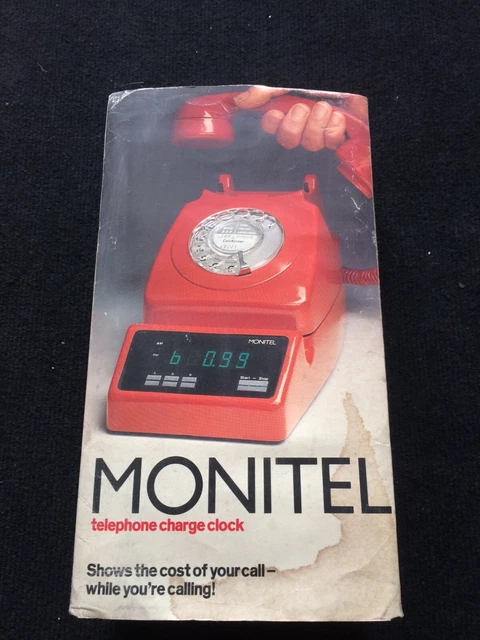 MONITEL
b 0.99
Start - Stop
MONITEL
telephone charge clock
Shows the cost of your call –
while you're calling!